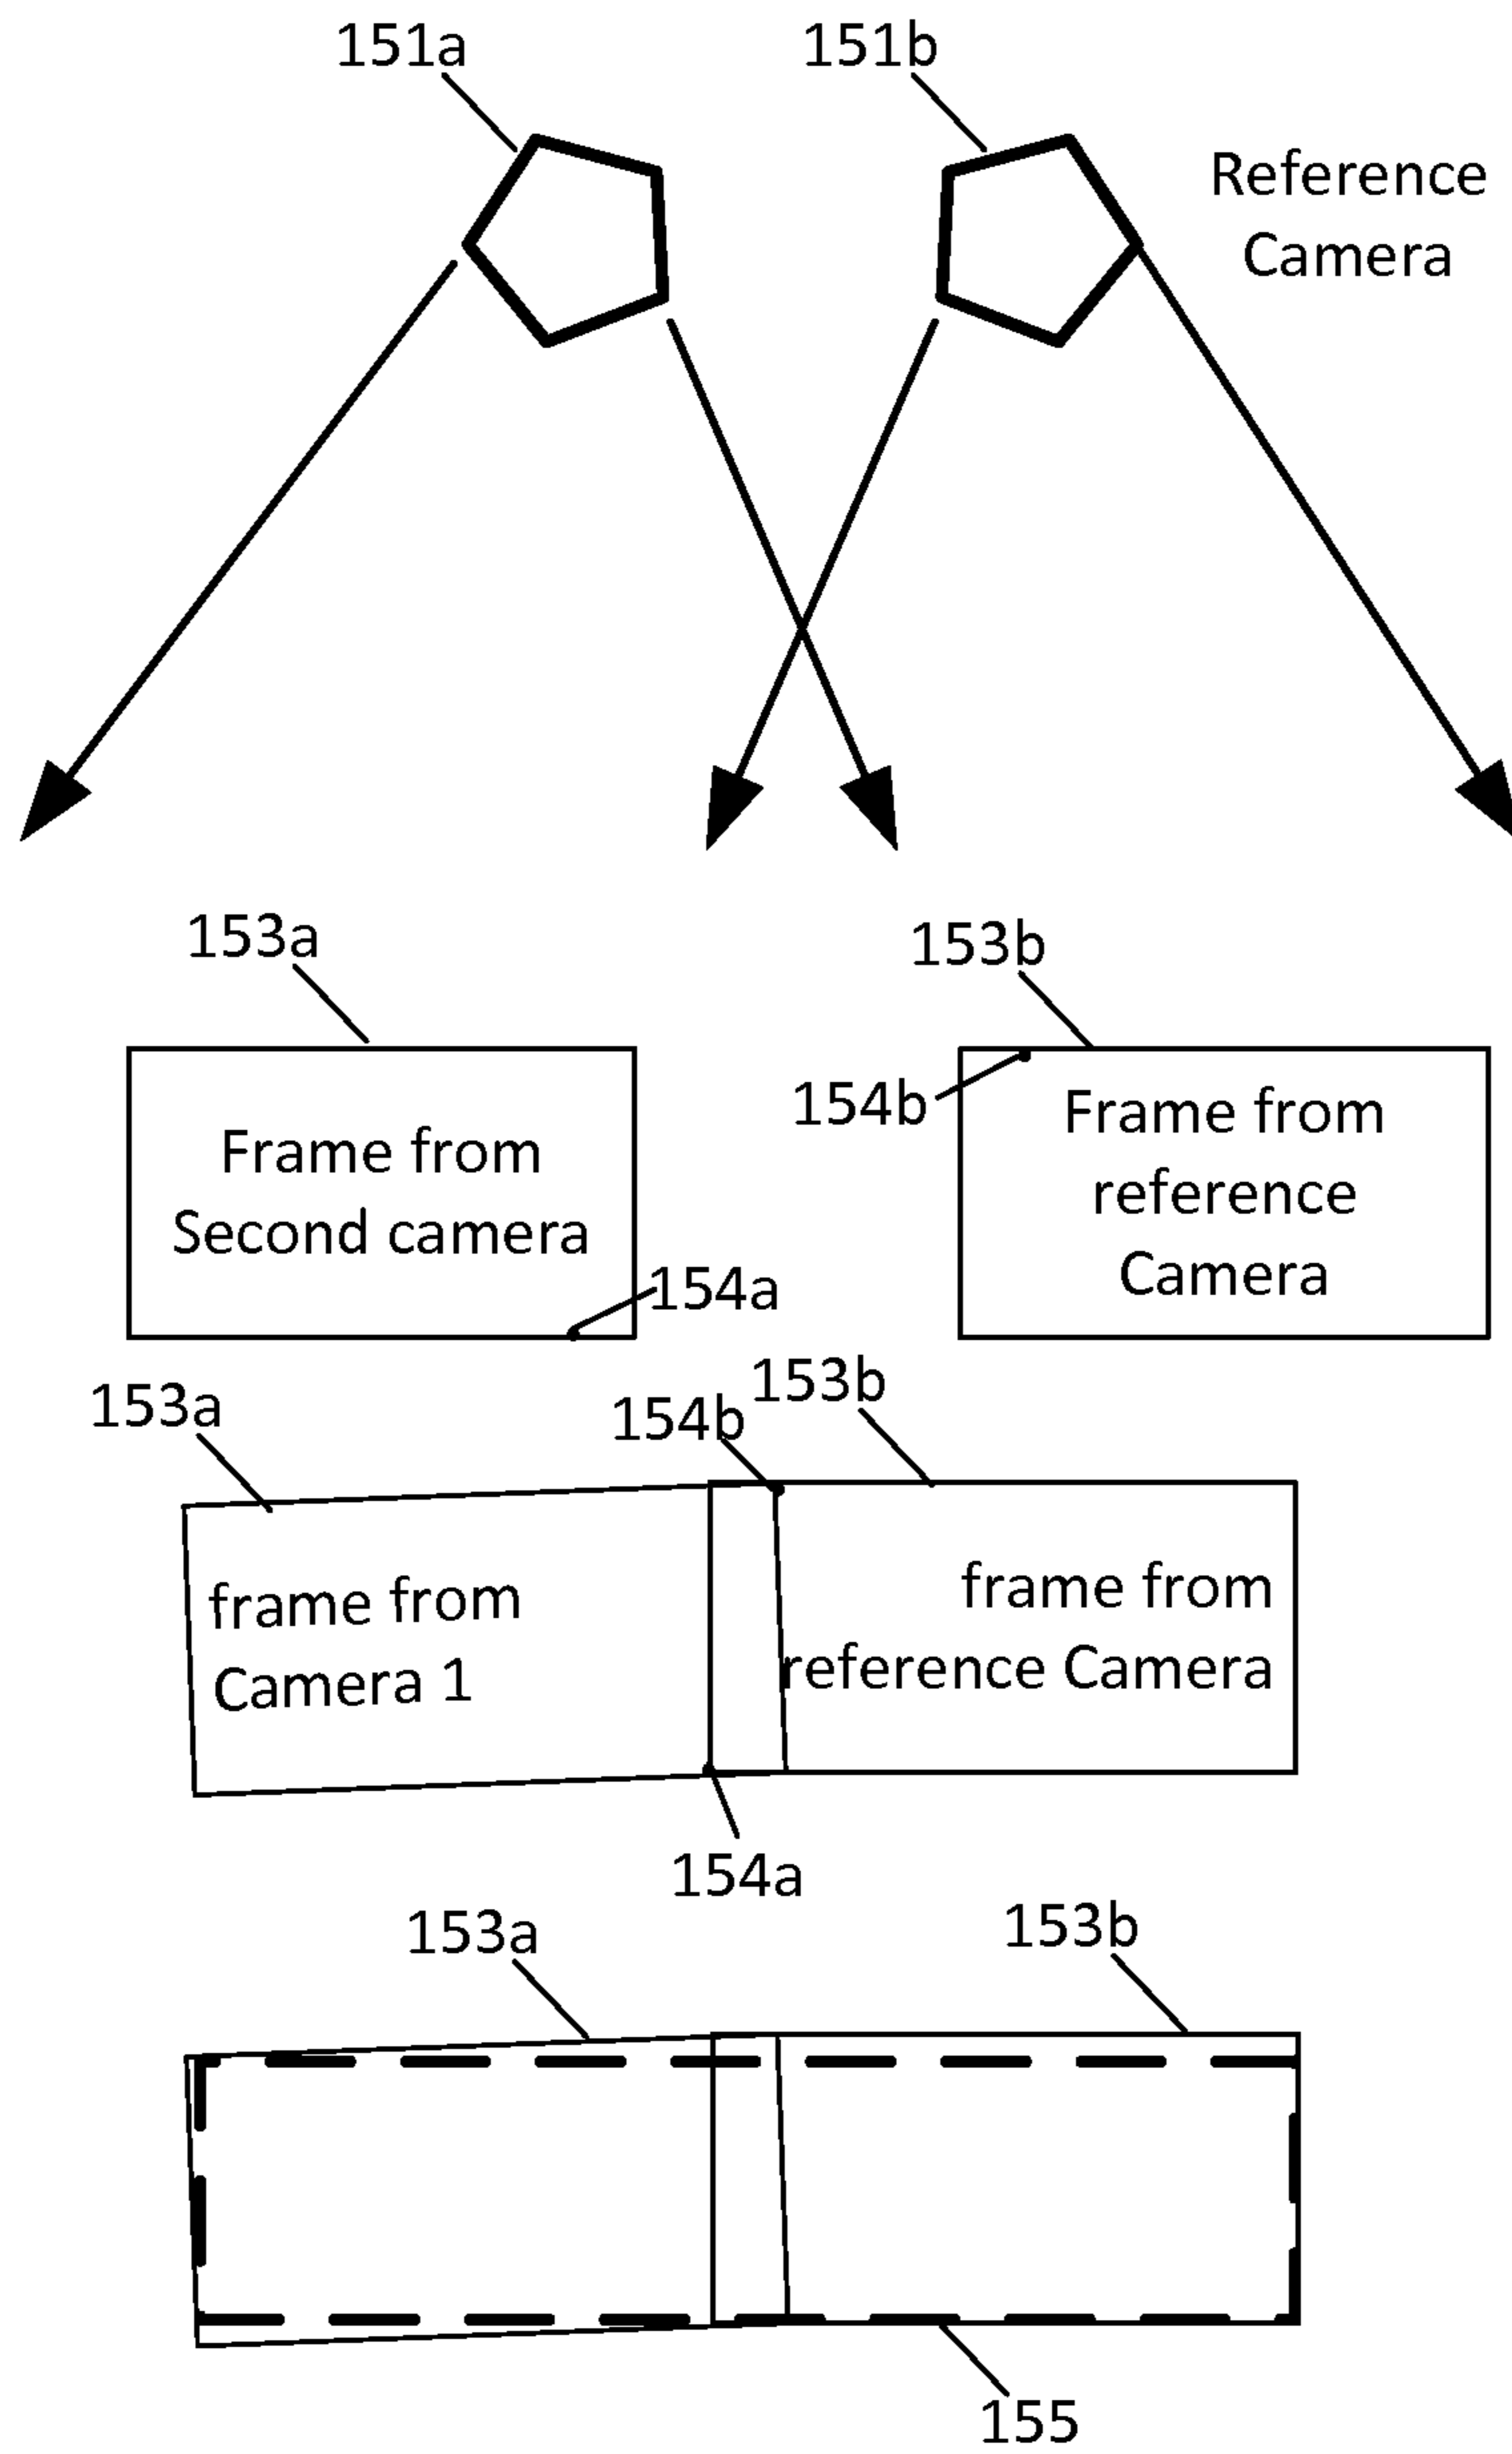 151a
151b
Reference
Camera
153a
153b
154b
Frame from
Second camera
Frame from
reference
Camera
154a
153a
154b
153b
frame from
Camera 1
frame from
reference Camera
154a
153a
153b
155